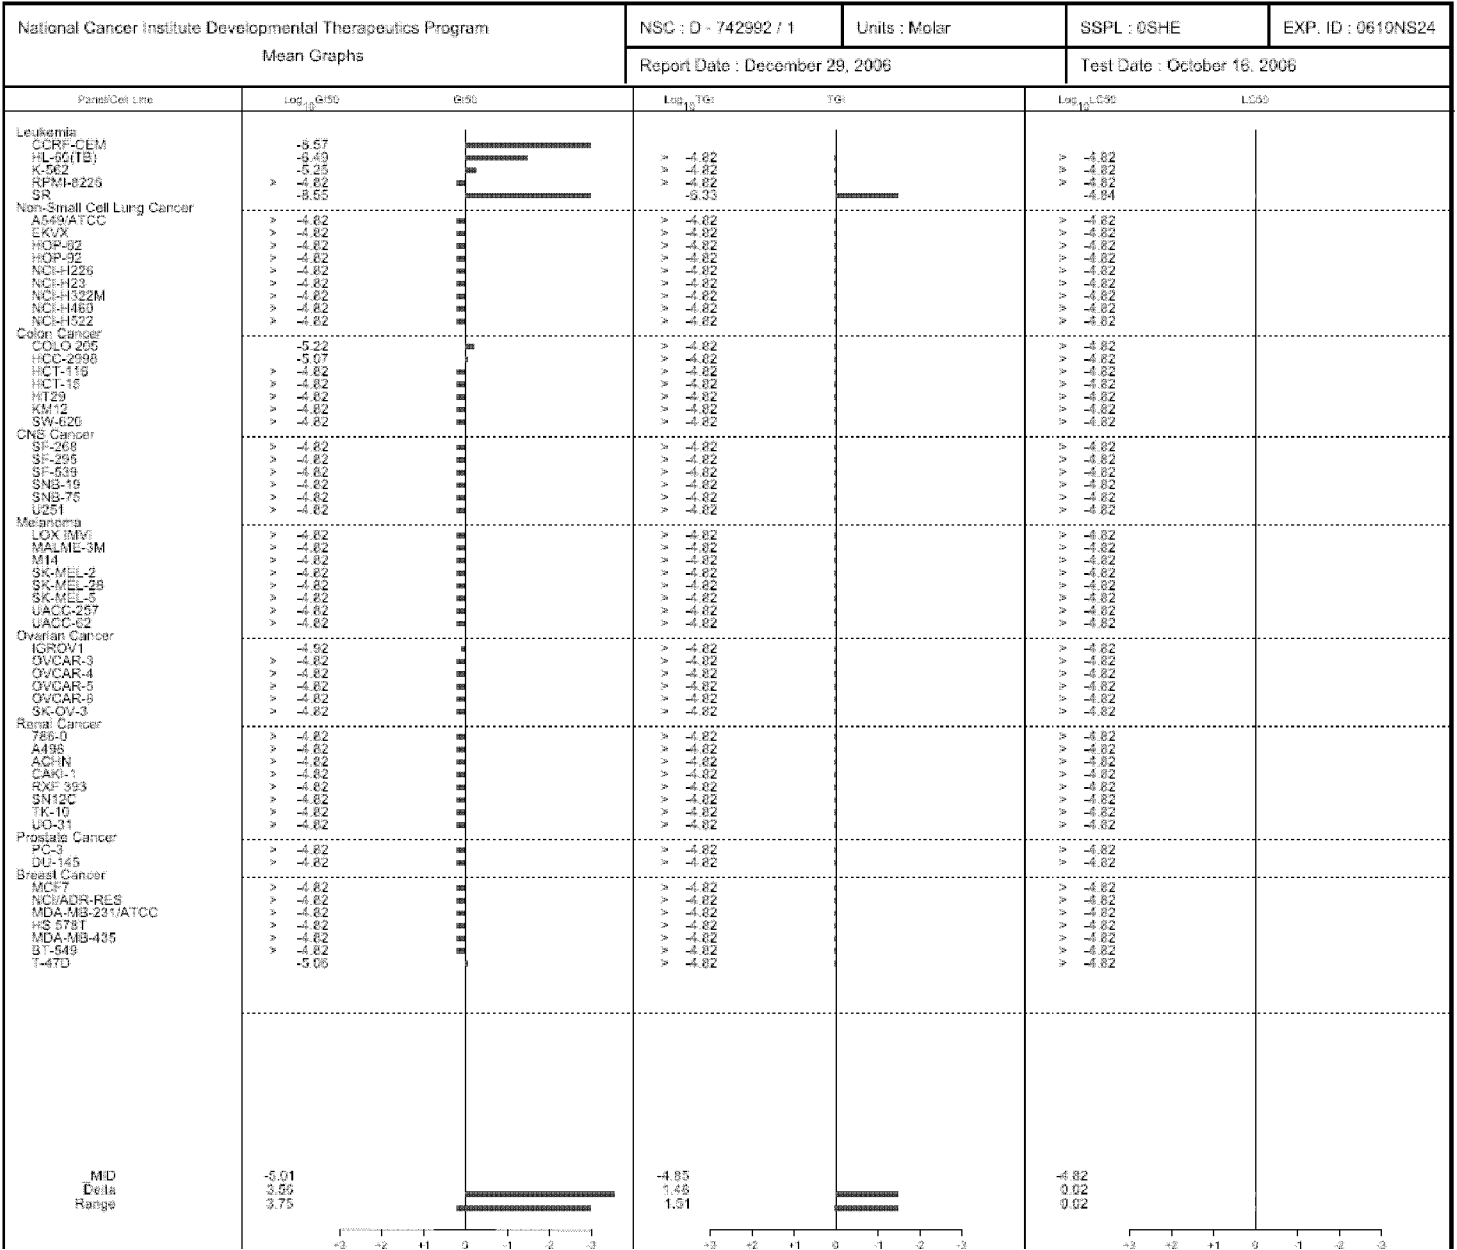 National Cancer Institute Developmental Therapeutics Program
Mean Graphs
NSC : D - 742992 / 1
Units : Molar
SSPL : 0SHE
EXP. ID : 0610NS24
Report Date : December 29, 2006
Test Date : October 16, 2006
Panel/Cell Line Log10GI50 GI50 Log10TGI TGI Log10LC50 LC50
Leukemia
CCRF-CEM -8.57
HL-60(TB) -6.49 > -4.82 > -4.82
K-562 -5.25 > -4.82 > -4.82
RPMI-8226 > -4.82 > -4.82 > -4.82
SR -8.55 -6.33 -4.84
Non-Small Cell Lung Cancer
A549/ATCC > -4.82 > -4.82 > -4.82
EKVX > -4.82 > -4.82 > -4.82
HOP-62 > -4.82 > -4.82 > -4.82
HOP-92 > -4.82 > -4.82 > -4.82
NCI-H226 > -4.82 > -4.82 > -4.82
NCI-H23 > -4.82 > -4.82 > -4.82
NCI-H322M > -4.82 > -4.82 > -4.82
NCI-H460 > -4.82 > -4.82 > -4.82
NCI-H522 > -4.82 > -4.82 > -4.82
Colon Cancer
COLO 205 -5.22 > -4.82 > -4.82
HCC-2998 -5.07 > -4.82 > -4.82
HCT-116 > -4.82 > -4.82 > -4.82
HCT-15 > -4.82 > -4.82 > -4.82
HT29 > -4.82 > -4.82 > -4.82
KM12 > -4.82 > -4.82 > -4.82
SW-620 > -4.82 > -4.82 > -4.82
CNS Cancer
SF-268 > -4.82 > -4.82 > -4.82
SF-295 > -4.82 > -4.82 > -4.82
SF-539 > -4.82 > -4.82 > -4.82
SNB-19 > -4.82 > -4.82 > -4.82
SNB-75 > -4.82 > -4.82 > -4.82
U251 > -4.82 > -4.82 > -4.82
Melanoma
LOX IMVI > -4.82 > -4.82 > -4.82
MALME-3M > -4.82 > -4.82 > -4.82
M14 > -4.82 > -4.82 > -4.82
SK-MEL-2 > -4.82 > -4.82 > -4.82
SK-MEL-28 > -4.82 > -4.82 > -4.82
SK-MEL-5 > -4.82 > -4.82 > -4.82
UACC-257 > -4.82 > -4.82 > -4.82
UACC-62 > -4.82 > -4.82 > -4.82
Ovarian Cancer
IGROV1 -4.92 > -4.82 > -4.82
OVCAR-3 > -4.82 > -4.82 > -4.82
OVCAR-4 > -4.82 > -4.82 > -4.82
OVCAR-5 > -4.82 > -4.82 > -4.82
OVCAR-8 > -4.82 > -4.82 > -4.82
SK-OV-3 > -4.82 > -4.82 > -4.82
Renal Cancer
786-0 > -4.82 > -4.82 > -4.82
A498 > -4.82 > -4.82 > -4.82
ACHN > -4.82 > -4.82 > -4.82
CAKI-1 > -4.82 > -4.82 > -4.82
RXF 393 > -4.82 > -4.82 > -4.82
SN12C > -4.82 > -4.82 > -4.82
TK-10 > -4.82 > -4.82 > -4.82
UO-31 > -4.82 > -4.82 > -4.82
Prostate Cancer
PC-3 > -4.82 > -4.82 > -4.82
DU-145 > -4.82 > -4.82 > -4.82
Breast Cancer
MCF7 > -4.82 > -4.82 > -4.82
NCI/ADR-RES > -4.82 > -4.82 > -4.82
MDA-MB-231/ATCC > -4.82 > -4.82 > -4.82
HS 578T > -4.82 > -4.82 > -4.82
MDA-MB-435 > -4.82 > -4.82 > -4.82
BT-549 > -4.82 > -4.82 > -4.82
T-47D -5.06 > -4.82 > -4.82
MID -5.01 -4.85 -4.82
Delta 3.56 1.48 0.02
Range 3.75 1.51 0.02
+3 +2 +1 0 -1 -2 -3 +3 +2 +1 0 -1 -2 -3 +3 +2 +1 0 -1 -2 -3